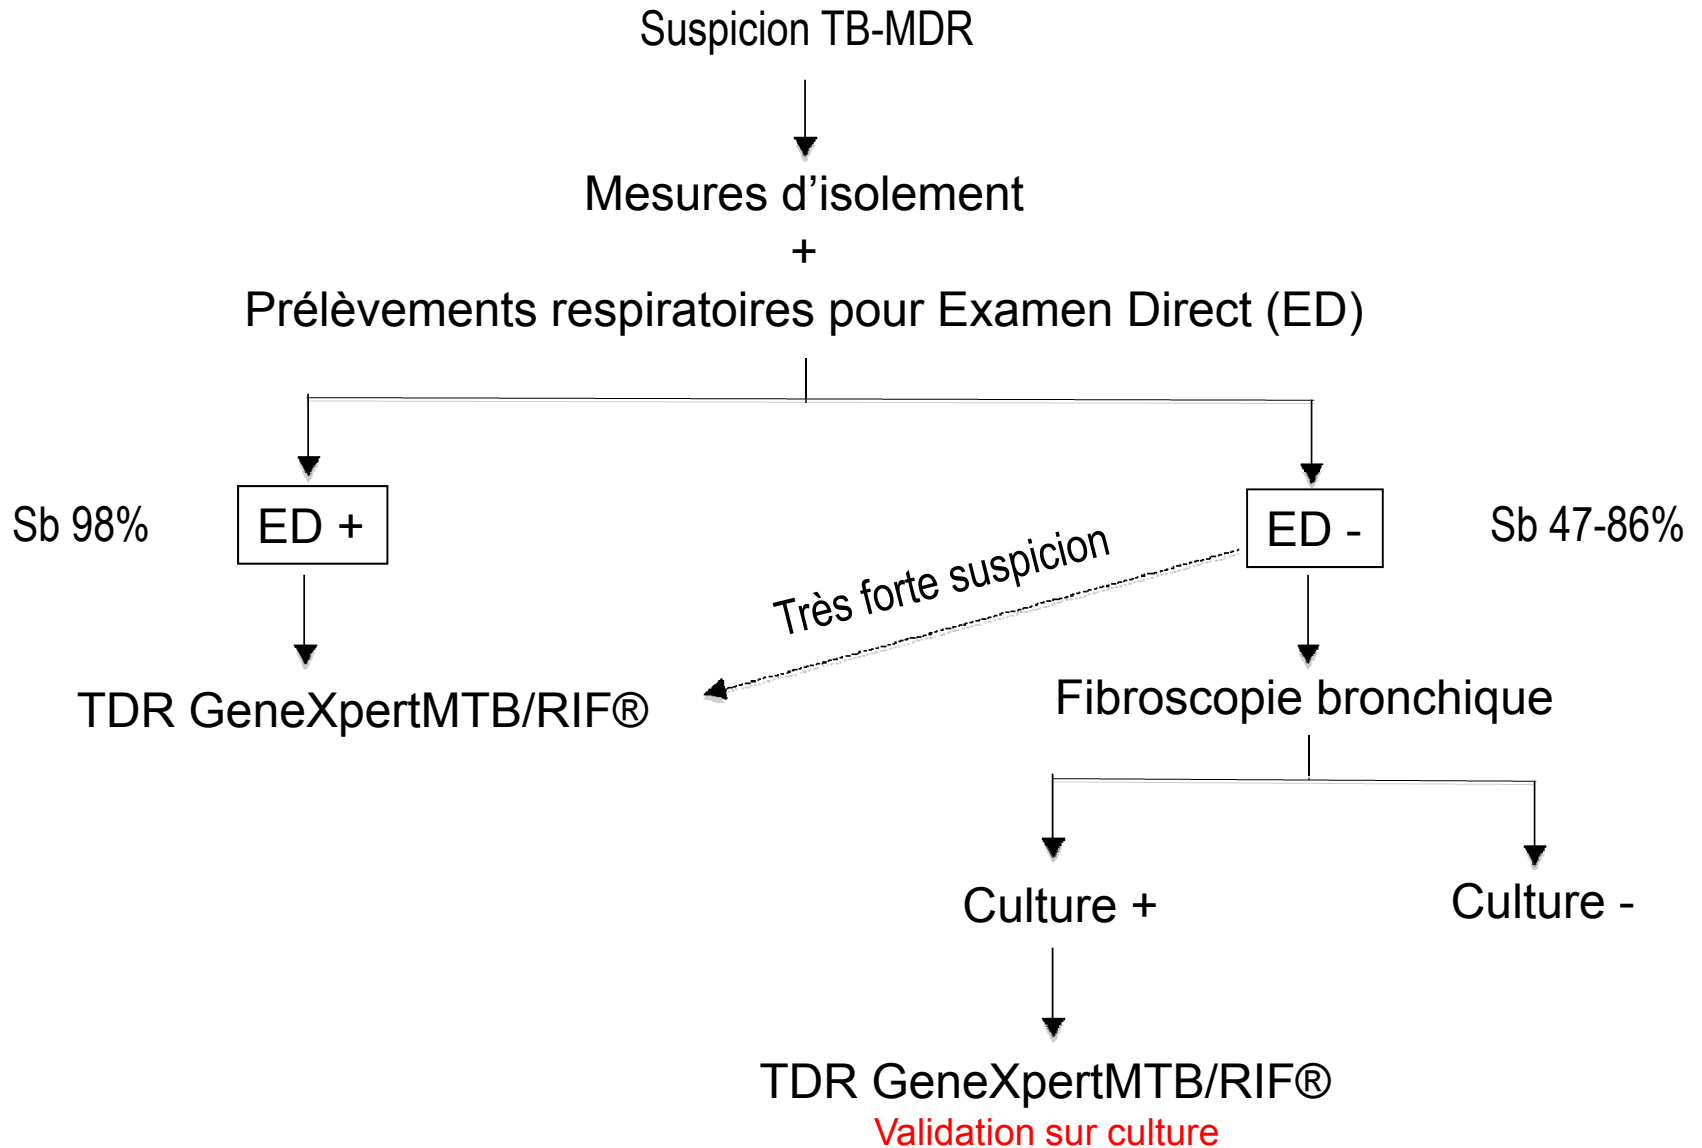 Suspicion TB-MDR
Mesures d’isolement
+
Prélèvements respiratoires pour Examen Direct (ED)
Sb 98%
ED +
ED -
Sb 47-86%
Très forte suspicion
TDR GeneXpertMTB/RIF®
Fibroscopie bronchique
Culture +
Culture -
TDR GeneXpertMTB/RIF®
Validation sur culture